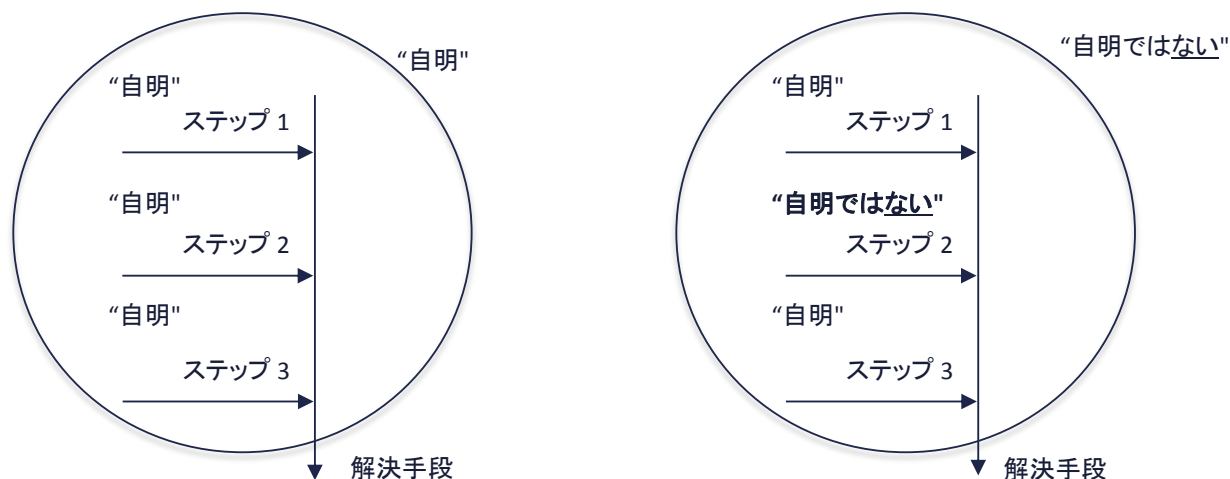 “自明"
“自明"
ステップ 1
“自明"
ステップ 2
“自明"
ステップ 3
解決手段
“自明ではない"
“自明"
ステップ 1
“自明ではない"
ステップ 2
“自明"
ステップ 3
解決手段